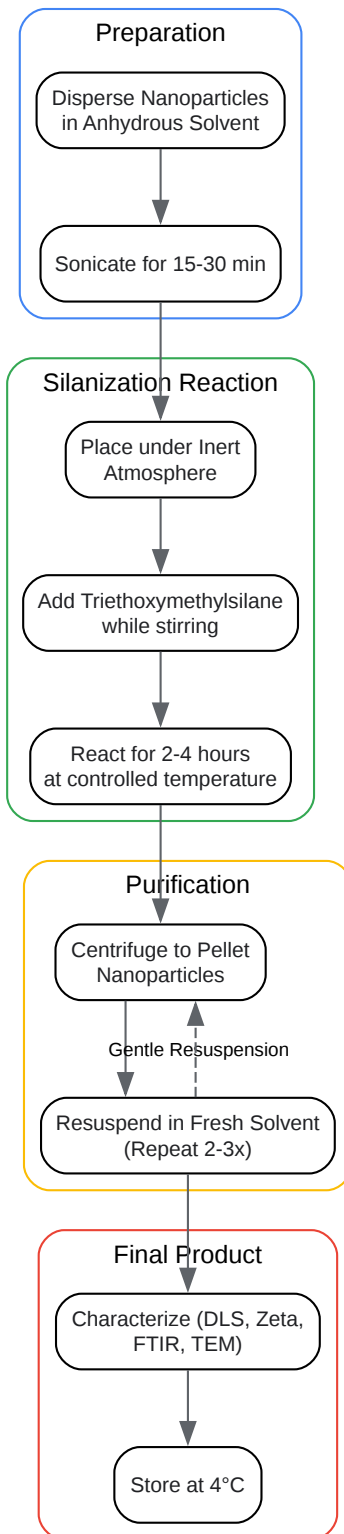 Preparation
Disperse Nanoparticles
in Anhydrous Solvent
Sonicate for 15-30 min
Silanization Reaction
Place under Inert
Atmosphere
Add Triethoxymethylsilane
while stirring
React for 2-4 hours
at controlled temperature
Purification
Centrifuge to Pellet
Nanoparticles
Gentle Resuspension
Resuspend in Fresh Solvent
(Repeat 2-3x)
Final Product
Characterize (DLS, Zeta,
FTIR, TEM)
Store at 4°C